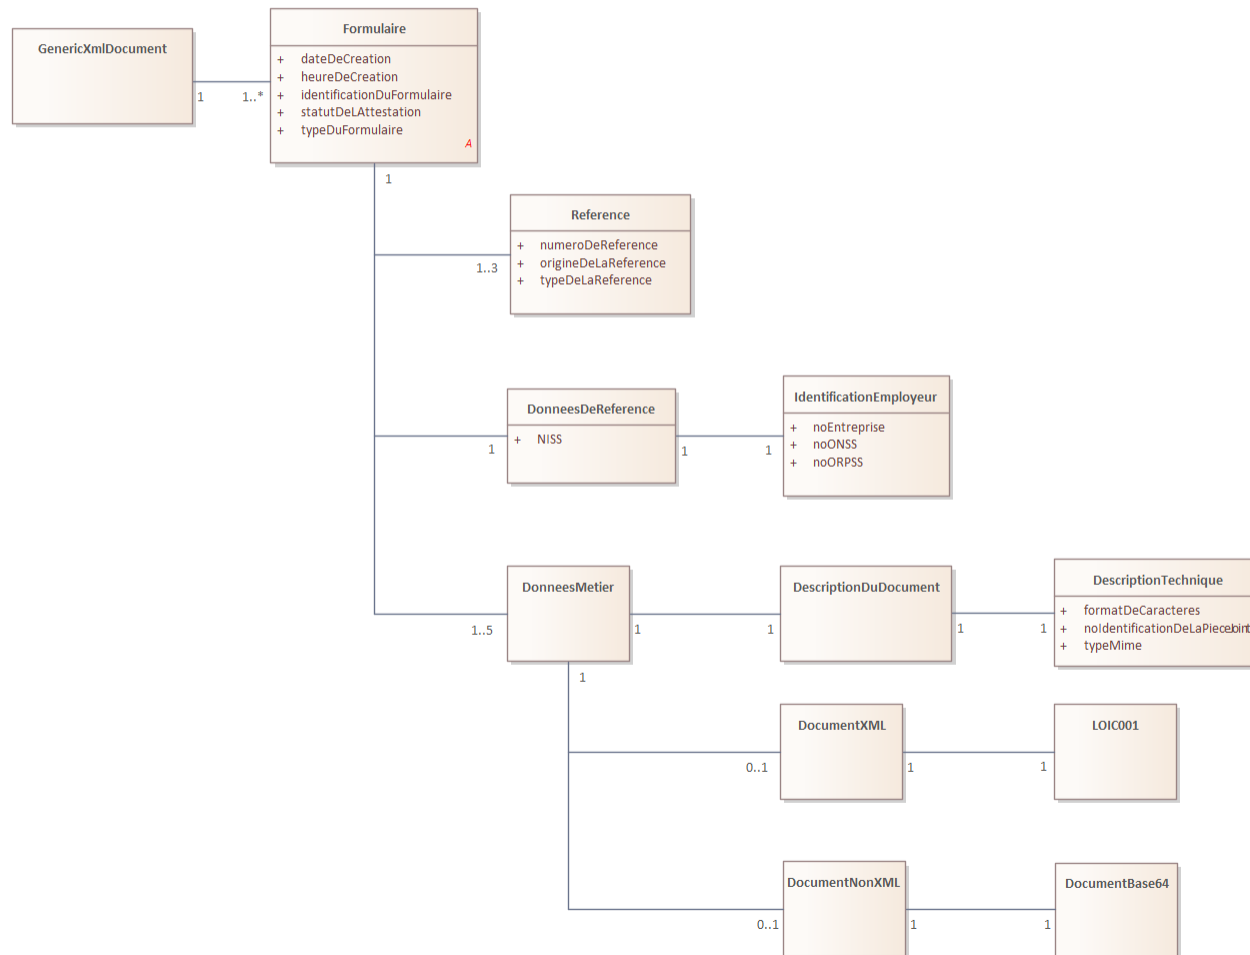 GenericXmlDocument
1
1..*
Formulaire
+ dateDeCreation
+ heureDeCreation
+ identificationDuFormulaire
+ statutDeLAttestation
+ typeDuFormulaire
A
1
Reference
+ numeroDeReference
+ origineDeLaReference
+ typeDeLaReference
1..3
DonneesDeReference
+ NISS
1
1
1
IdentificationEmployeur
+ noEntreprise
+ noONSS
+ noORPSS
DonneesMetier
1..5
1
1
DescriptionDuDocument
1
1
DescriptionTechnique
+ formatDeCaracteres
+ noIdentificationDeLaPieceJoint
+ typeMime
1
DocumentXML
0..1
1
1
LOIC001
DocumentNonXML
0..1
1
1
DocumentBase64